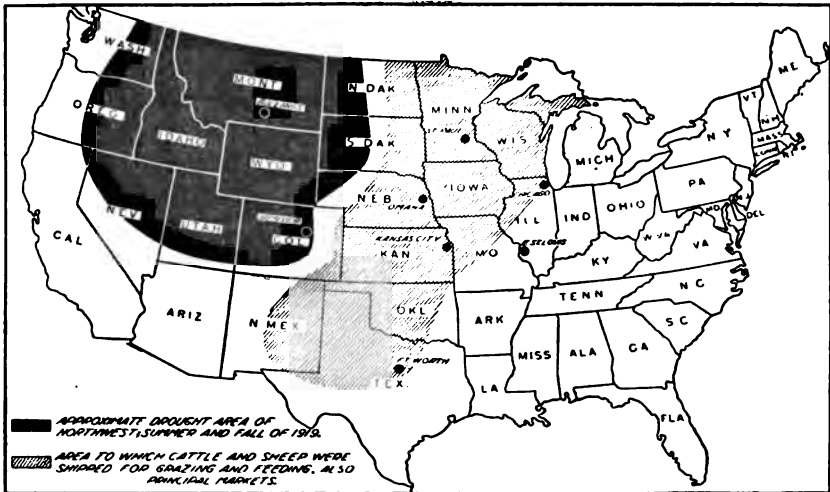 WASH.
MONT
N DAK
MINN
ME
VT
NH
MASS
CONN
R.I.
OREG
IDAHO
WYO
S DAK
WIS
MICH
NY
NEB
OMAHA
IOWA
CHICAGO
PA
N.J.
MD
DEL
NEV
UTAH
COL
KANSAS CITY
KAN
MO
ILL
IND
OHIO
W.VA
VA
CAL
E.ST.LOUIS
KY
ARIZ
N MEX
OKL
ARK
TENN
NC
SC
FT WORTH
TEX.
LA
MISS
ALA
GA
FLA
APPROXIMATE DROUGHT AREA OF
NORTHWEST; SUMMER AND FALL OF 1919.
AREA TO WHICH CATTLE AND SHEEP WERE
SHIPPED FOR GRAZING AND FEEDING. ALSO
PRINCIPAL MARKETS.